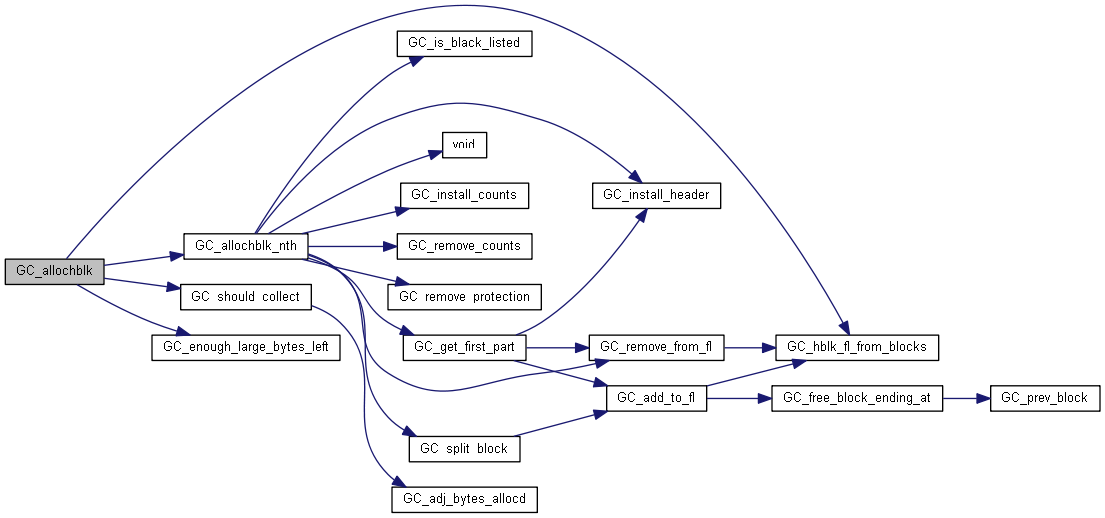 GC_is_black_listed
void
GC_install_counts
GC_install_header
GC_allochblk_nth
GC_remove_counts
GC_allochblk
GC_should_collect
GC_remove_protection
GC_enough_large_bytes_left
GC_get_first_part
GC_remove_from_fl
GC_hblk_fl_from_blocks
GC_add_to_fl
GC_free_block_ending_at
GC_prev_block
GC_split_block
GC_adj_bytes_allocd